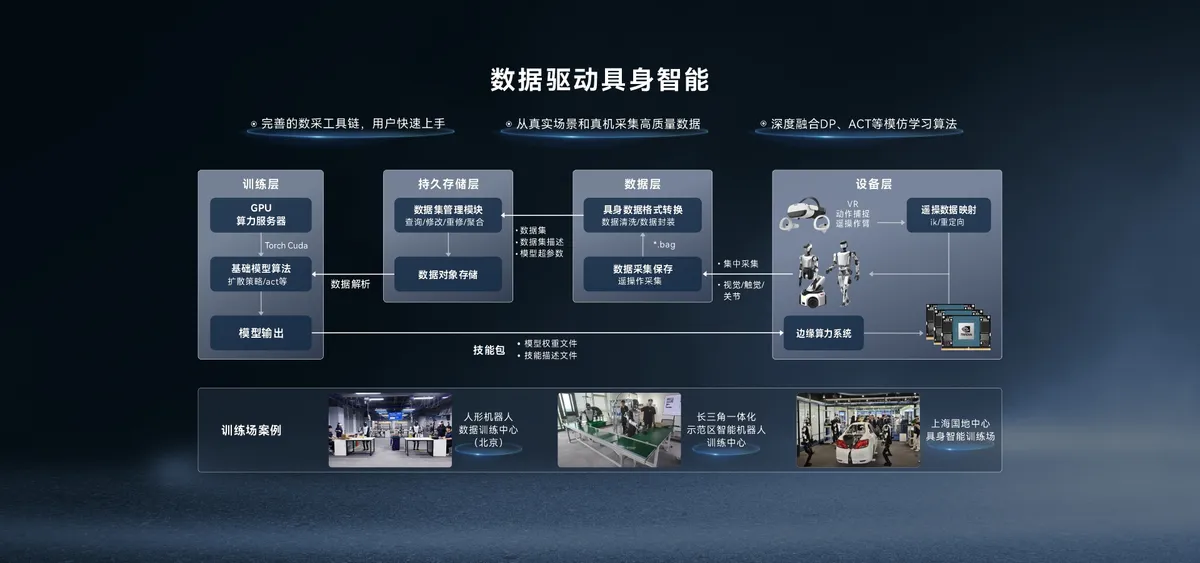 数据驱动具身智能
完善的数采工具链，用户快速上手
从真实场景和真机采集高质量数据
深度融合DP、ACT等模仿学习算法
训练层
GPU
算力服务器
Torch Cuda
基础模型算法
扩散策略/act等
模型输出
数据解析
持久存储层
数据集管理模块
查询/修改/重修/聚合
数据对象存储
• 数据集
• 数据集描述
• 模型超参数
数据层
具身数据格式转换
数据清洗/数据封装
*.bag
数据采集保存
遥操作采集
• 集中采集
• 视觉/触觉/
关节
设备层
VR
动作捕捉
遥操作臂
遥操数据映射
ik/重定向
边缘算力系统
技能包
• 模型权重文件
• 技能描述文件
训练场案例
人形机器人
数据训练中心
（北京）
长三角一体化
示范区智能机器人
训练中心
上海国地中心
具身智能训练场